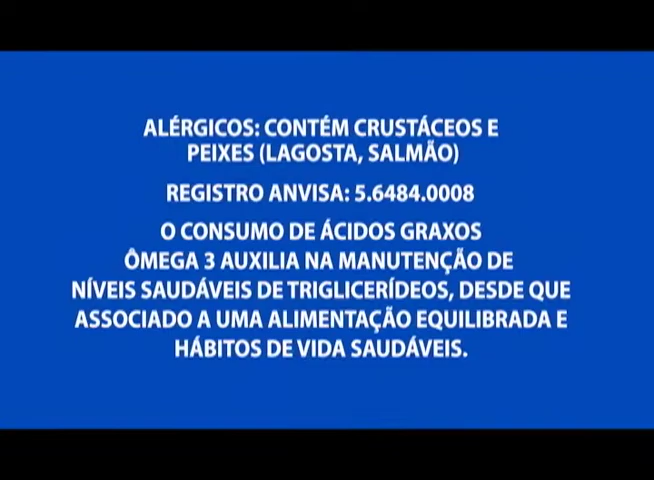 ALÉRGICOS: CONTÉM CRUSTÁCEOS E
PEIXES (LAGOSTA, SALMÃO)
REGISTRO ANVISA: 5.6484.0008
O CONSUMO DE ÁCIDOS GRAXOS
ÔMEGA 3 AUXILIA NA MANUTENÇÃO DE
NÍVEIS SAUDÁVEIS DE TRIGLICERÍDEOS, DESDE QUE
ASSOCIADO A UMA ALIMENTAÇÃO EQUILIBRADA E
HÁBITOS DE VIDA SAUDÁVEIS.